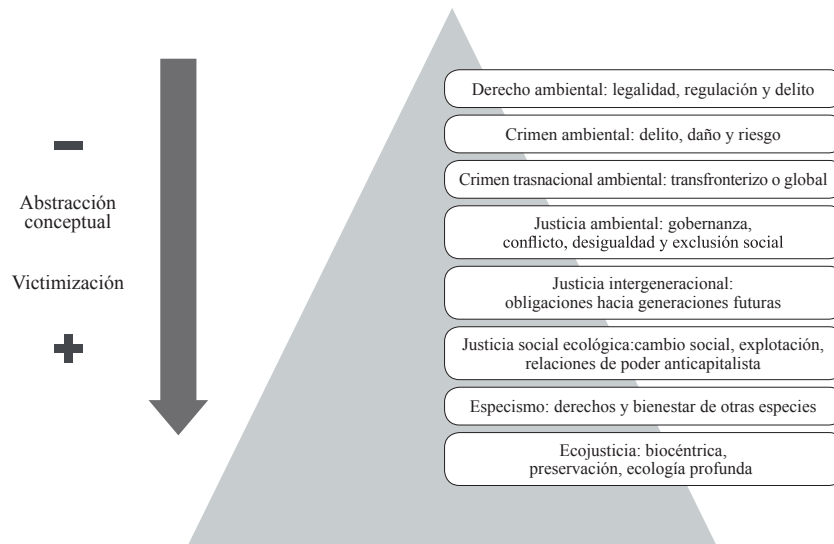 Derecho ambiental: legalidad, regulación y delito
Crimen ambiental: delito, daño y riesgo
Crimen trasnacional ambiental: transfronterizo o global
Justicia ambiental: gobernanza,
conflicto, desigualdad y exclusión social
Justicia intergeneracional:
obligaciones hacia generaciones futuras
Justicia social ecológica:cambio social, explotación,
relaciones de poder anticapitalista
Especismo: derechos y bienestar de otras especies
Ecojusticia: biocéntrica,
preservación, ecología profunda
−
Abstracción
conceptual
Victimización
+